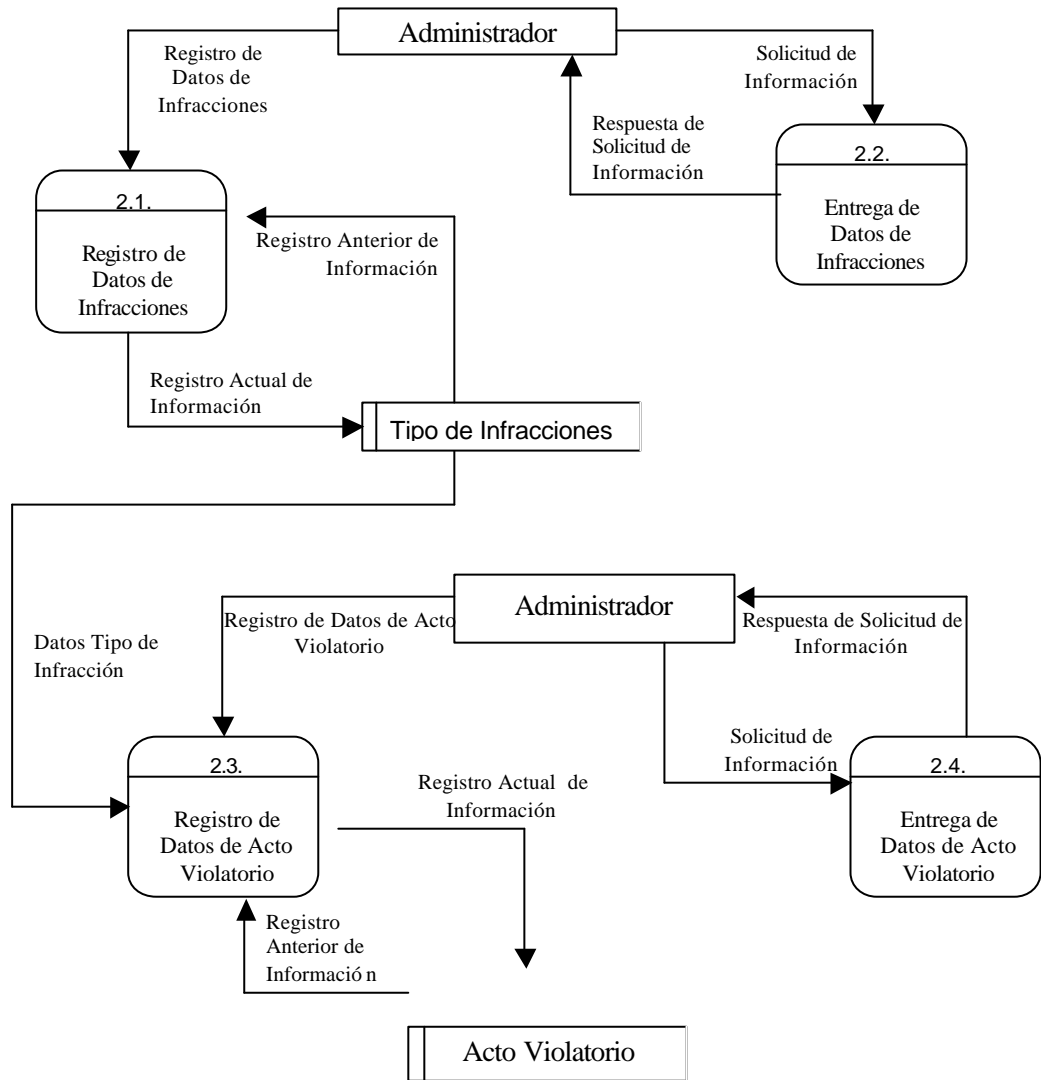 Administrador
Registro de
Datos de
Infracciones
Solicitud de
Información
Respuesta de
Solicitud de
Información
2.1.
Registro de
Datos de
Infracciones
2.2.
Entrega de
Datos de
Infracciones
Registro Anterior de
Información
Registro Actual de
Información
Tipo de Infracciones
Administrador
Registro de Datos de Acto
Violatorio
Respuesta de Solicitud de
Información
Datos Tipo de
Infracción
Solicitud de
Información
2.3.
Registro de
Datos de Acto
Violatorio
Registro Actual de
Información
2.4.
Entrega de
Datos de Acto
Violatorio
Registro
Anterior de
Información
Acto Violatorio